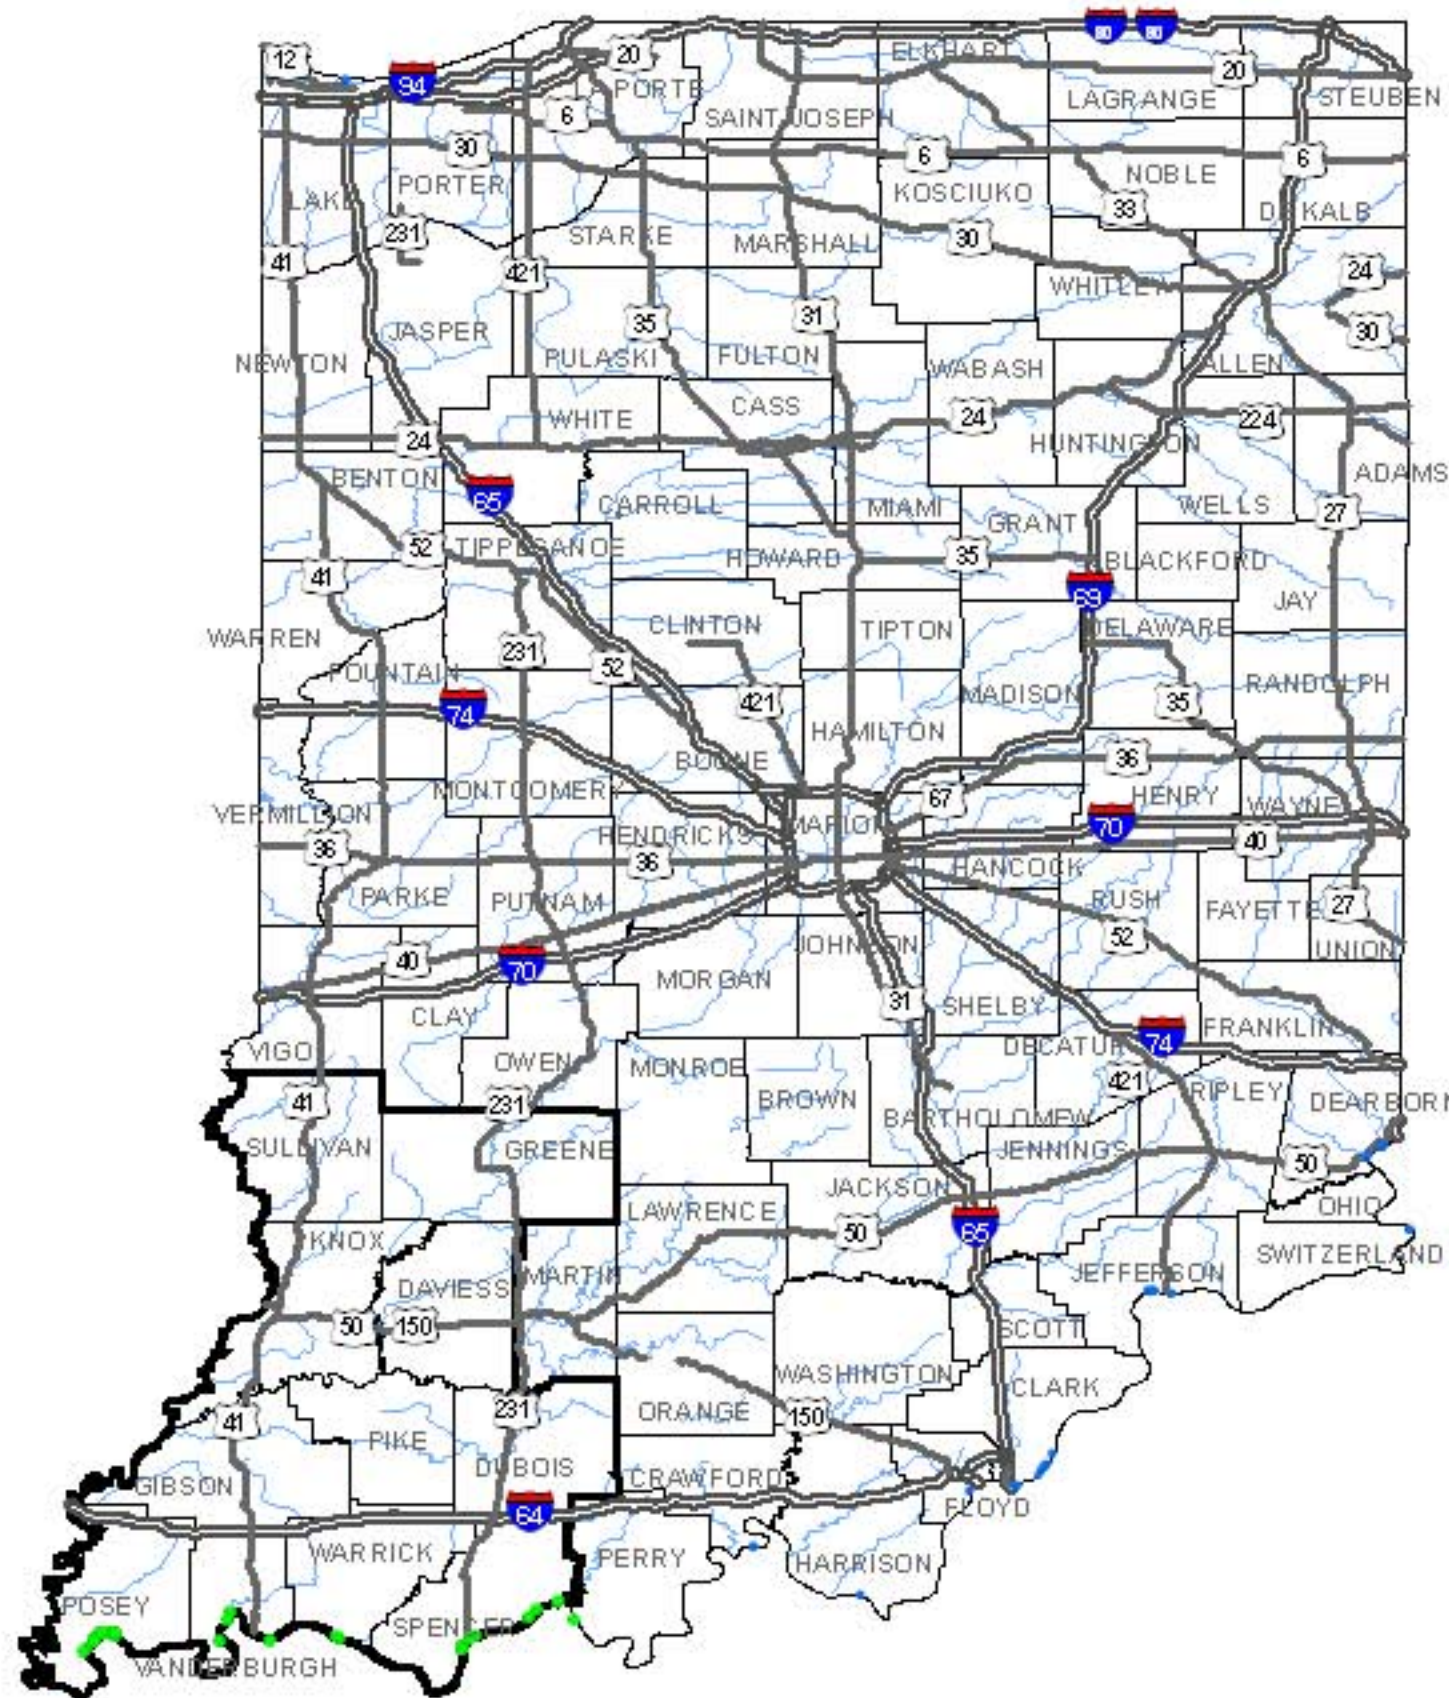 80 80
12
20
ELKHART
94
20
LAPORTE
LAGRANGE
STEUBEN
6
SAINT JOSEPH
30
6
6
PORTER
KOSCIUKO
NOBLE
LAKE
33
DE KALB
231
STARKE
MARSHALL
30
41
421
24
WHITLEY
35
31
30
JASPER
NEWTON
PULASKI
FULTON
WABASH
ALLEN
CASS
WHITE
24
224
24
HUNTINGTON
BENTON
ADAMS
65
CARROLL
MIAMI
WELLS
27
GRANT
52
TIPPECANOE
HOWARD
35
BLACKFORD
41
69
JAY
WARREN
CLINTON
TIPTON
DELAWARE
231
52
FOUNTAIN
RANDOLPH
MADISON
421
35
74
HAMILTON
BOONE
36
MONTGOMERY
67
HENRY
WAYNE
VERMILLION
MARION
70
HENDRICKS
40
36
36
HANCOCK
PARKE
PUTNAM
RUSH
FAYETTE
27
52
JOHNSON
UNION
40
70
MORGAN
31
SHELBY
CLAY
FRANKLIN
74
VIGO
OWEN
MONROE
DECATUR
421
RIPLEY
41
231
BROWN
DEARBORN
BARTHOLOMEW
SULLIVAN
GREENE
JENNINGS
50
JACKSON
OHIO
LAWRENCE
65
50
KNOX
SWITZERLAND
MARTIN
JEFFERSON
DAVIESS
50
150
SCOTT
WASHINGTON
CLARK
231
ORANGE
150
41
PIKE
DUBOIS
CRAWFORD
GIBSON
64
FLOYD
WARRICK
PERRY
HARRISON
POSEY
SPENCER
VANDERBURGH